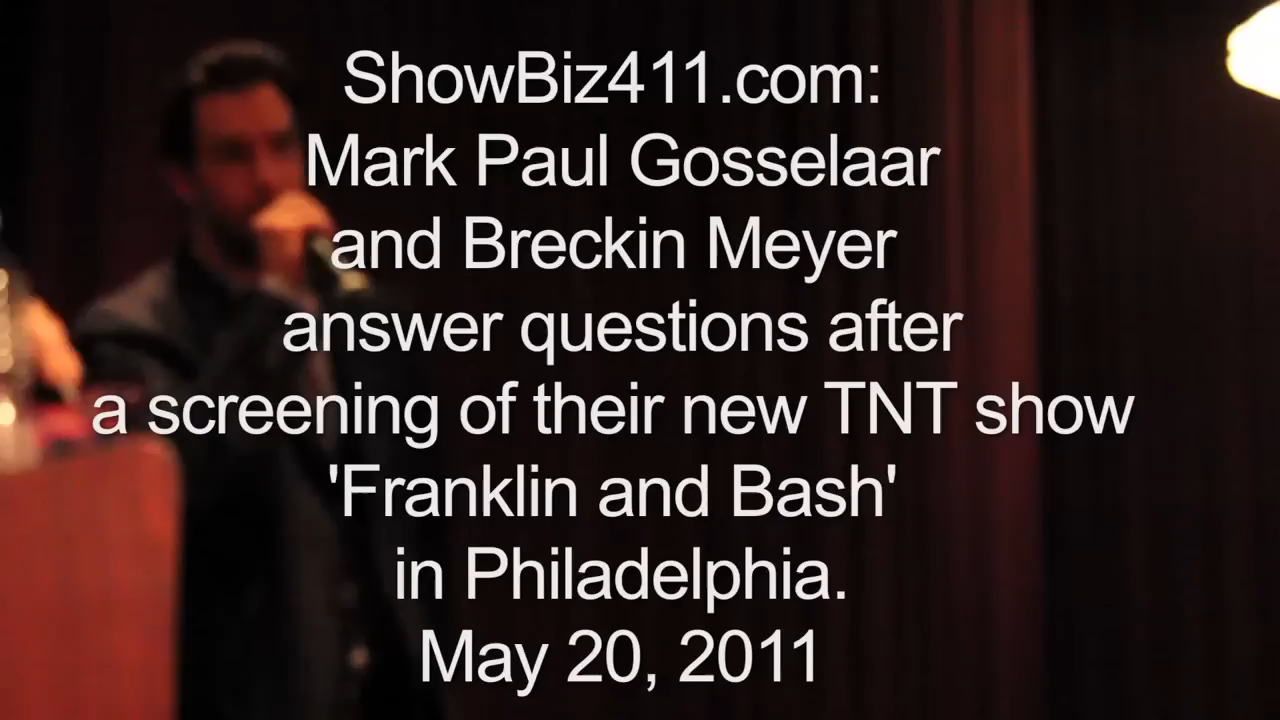 ShowBiz411.com:
Mark Paul Gosselaar
and Breckin Meyer
answer questions after
a screening of their new TNT show
'Franklin and Bash'
in Philadelphia.
May 20, 2011